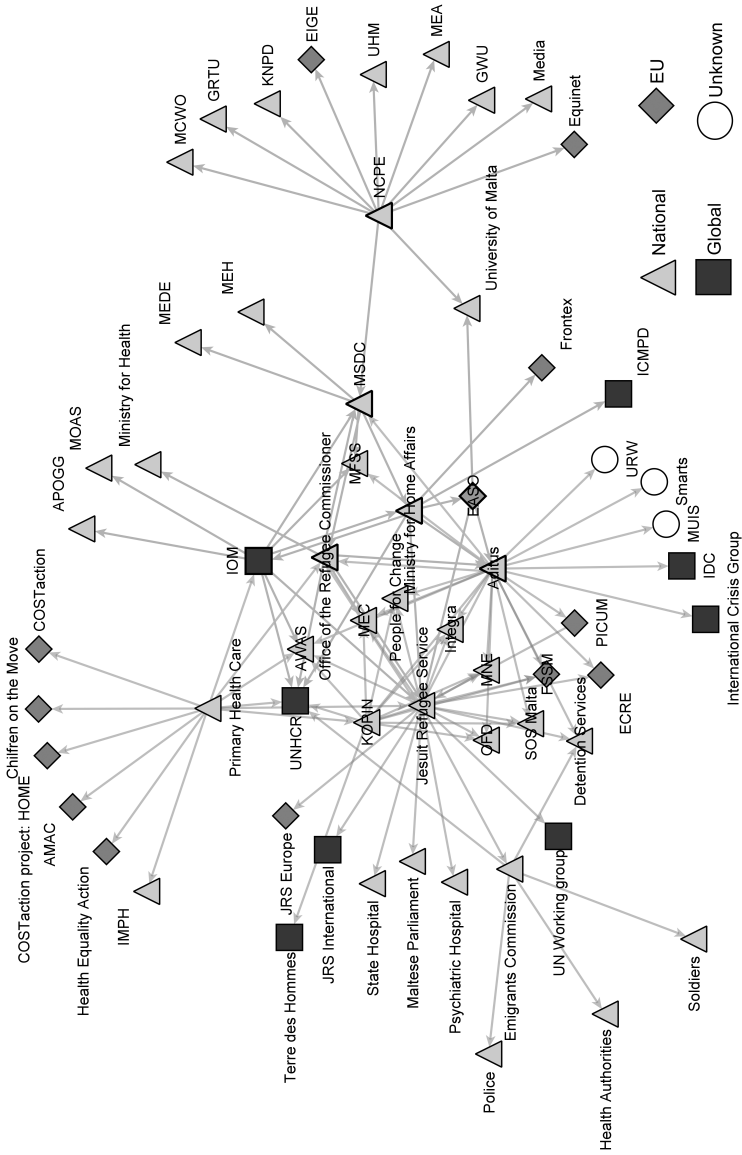 Chilfren on the Move
COSTaction project: HOME
COSTaction
AMAC
APOGG
MOAS
Health Equality Action
IMPH
Ministry for Health
MEDE
MCWO
GRTU
MEH
IOM
Primary Health Care
KNPD
JRS Europe
Terre des Hommes
UNHCR
AWAS
EIGE
Office of the Refugee Commissioner
JRS International
MFSS
MSDC
MEC
KOPIN
State Hospital
UHM
NCPE
People for Change
Ministry for Home Affairs
Maltese Parliament
Jesuit Refugee Service
MEA
Integra
Psychiatric Hospital
EASO
GWU
MNE
OFD
Police
University of Malta
Aditus
Emigrants Commission
SOS Malta
Media
FSSM
UN Working group
Frontex
Equinet
Detention Services
PICUM
Health Authorities
ECRE
URW
ICMPD
National
EU
Smarts
MUIS
Soldiers
IDC
Global
Unknown
International Crisis Group